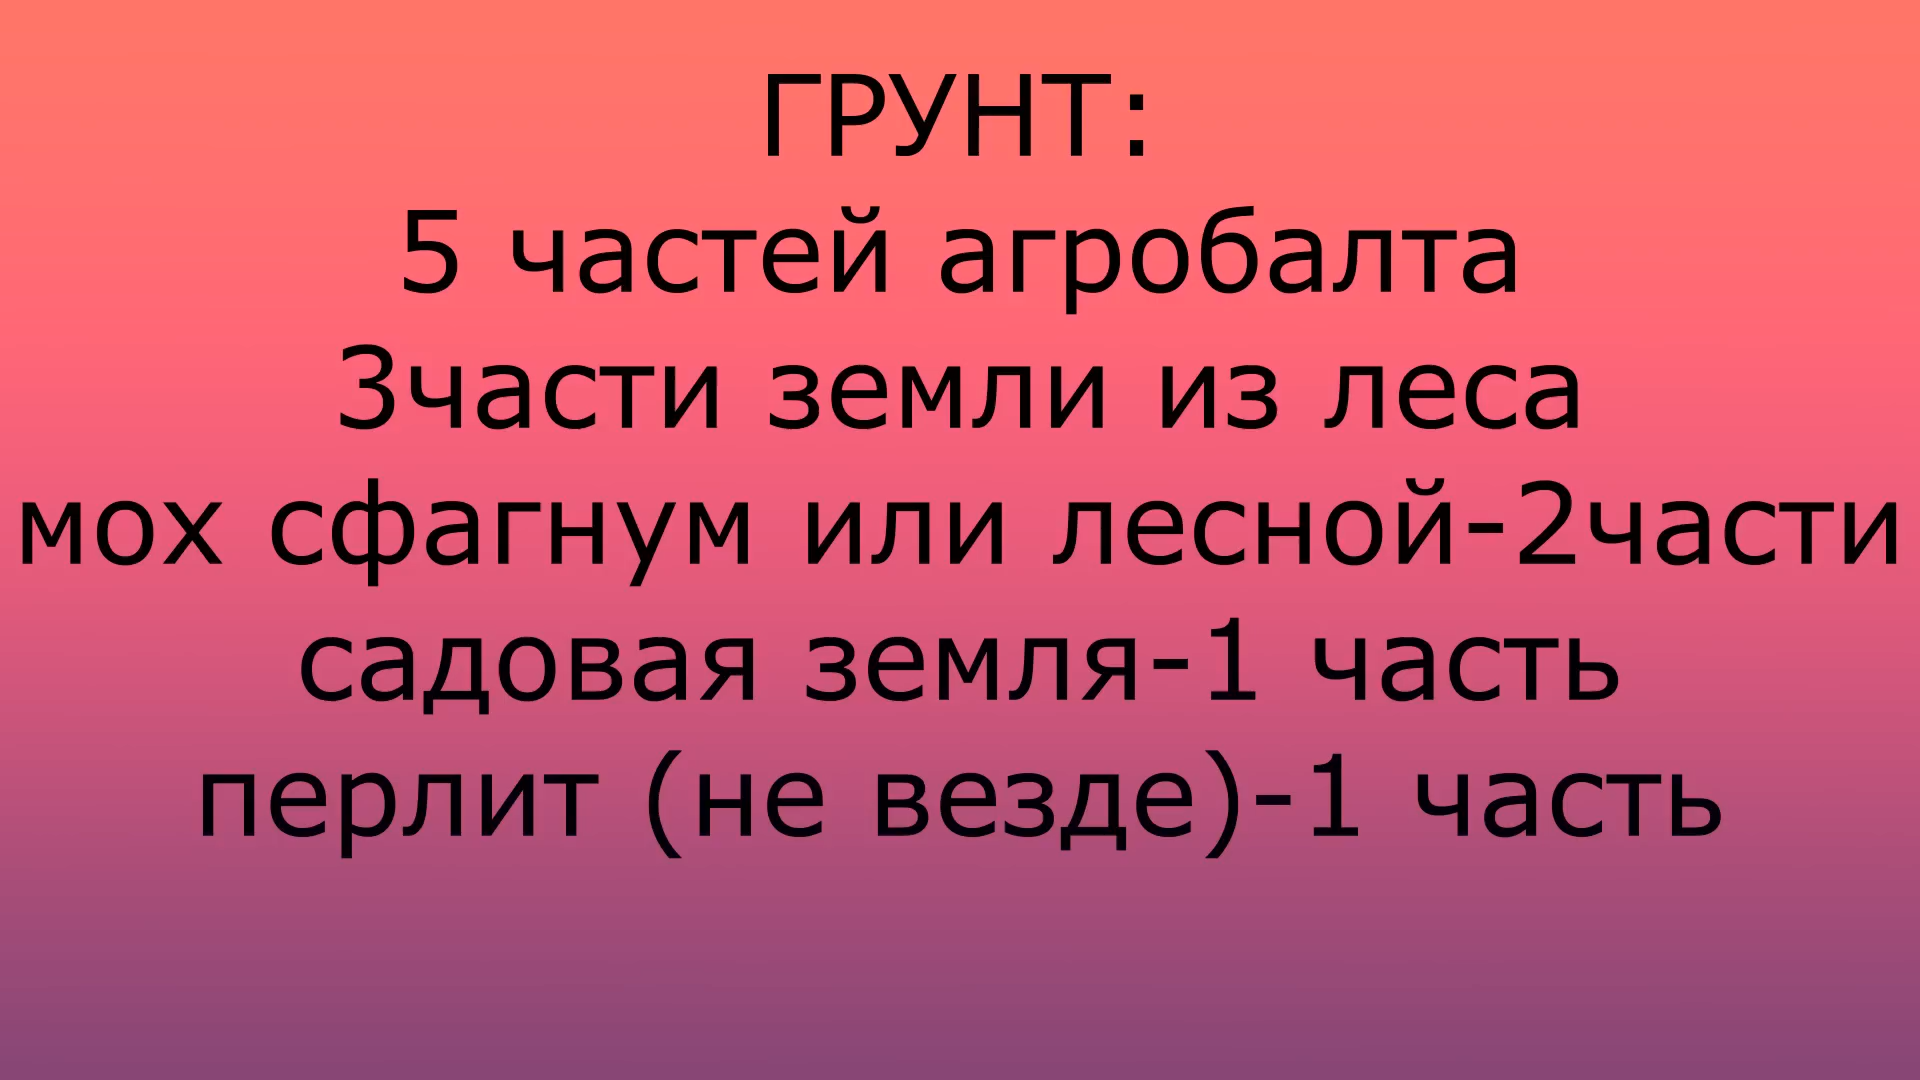 ГРУНТ:
5 частей агробалта
3части земли из леса
мох сфагнум или лесной-2части
садовая земля-1 часть
перлит (не везде)-1 часть